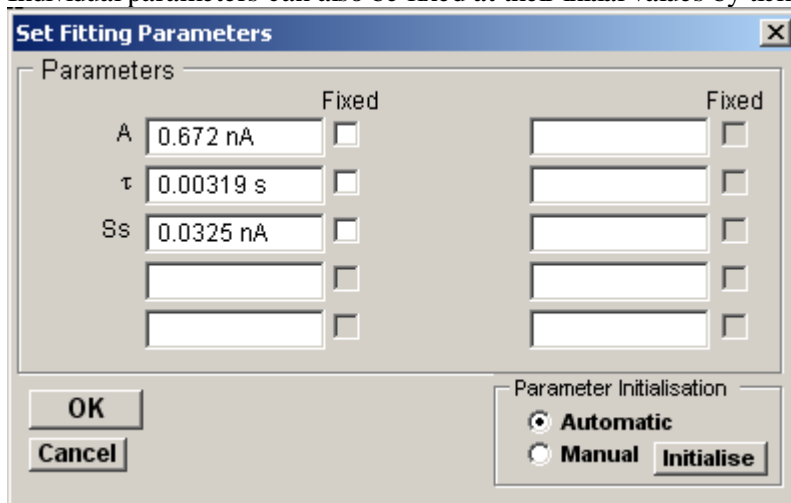 Individual parameters can also be fixed at their initial values by
Set Fitting Parameters
Parameters
Fixed Fixed
A 0.672 nA
τ 0.00319 s
Ss 0.0325 nA
Parameter Initialisation
OK
Automatic
Cancel
Manual Initialise